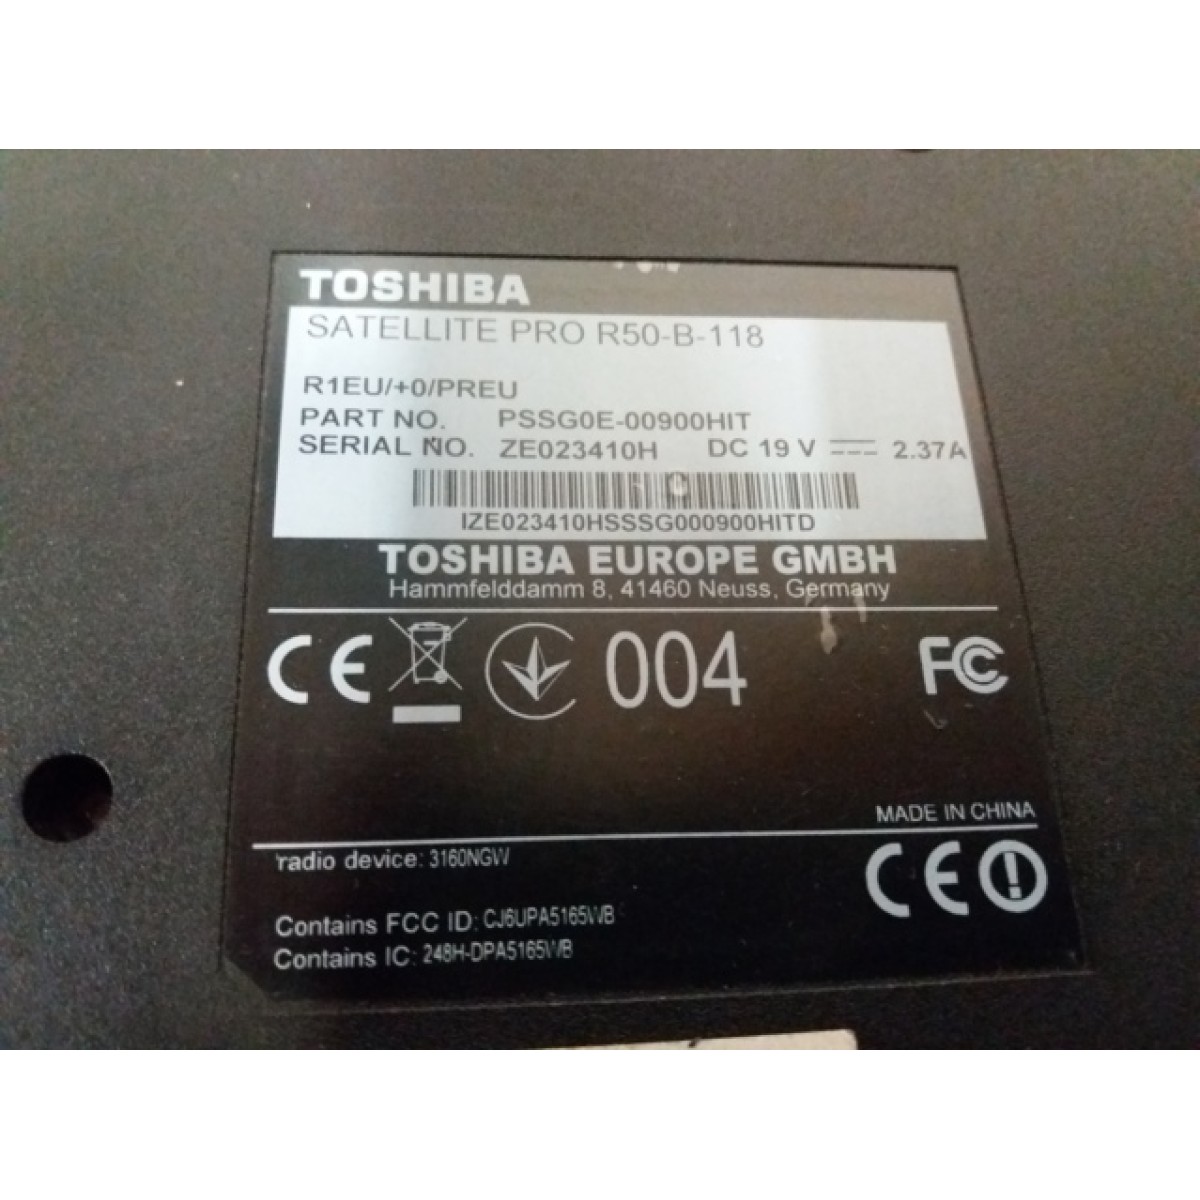 TOSHIBA
SATELLITE PRO R50-B-118
R1EU/+0/PREU
PART NO. PSSG0E-00900HIT
SERIAL NO. ZE023410H DC 19 V 2.37A
IZE023410HSSSG000900HITD
TOSHIBA EUROPE GMBH
Hammfelddamm 8, 41460 Neuss, Germany
CE 004 FC
MADE IN CHINA
radio device: 3160NGW
CE
Contains FCC ID: CJ6UPA5165WB
Contains IC: 248H-DPA5165WB